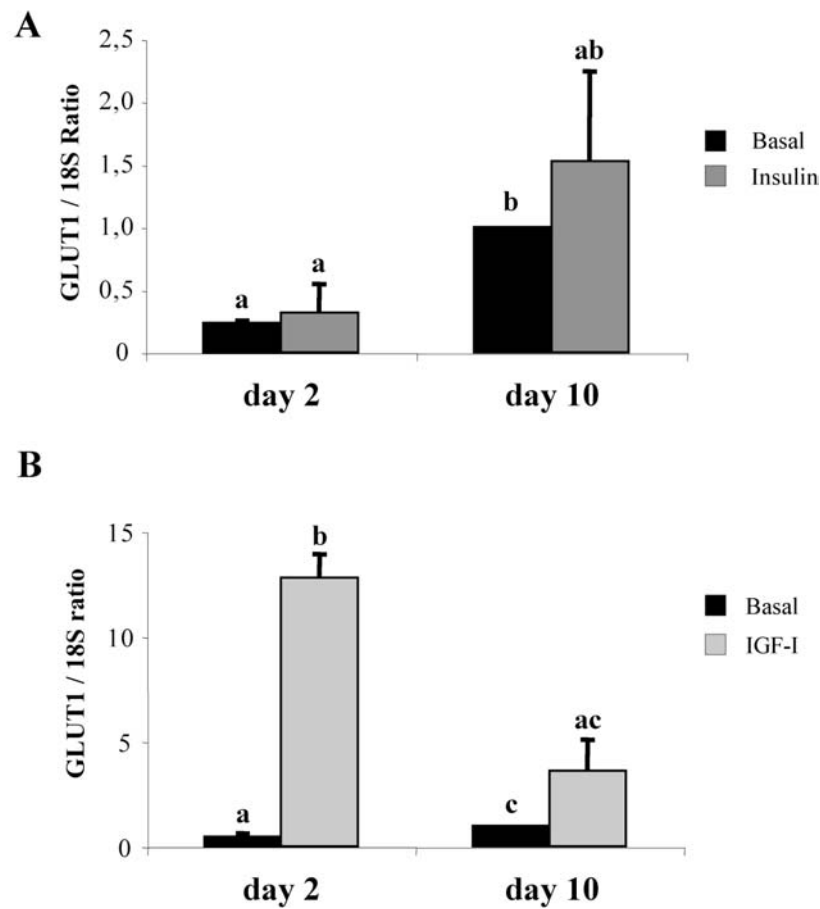 A
GLUT1 / 18S Ratio
2,5
2,0
1,5
1,0
0,5
0
a
a
b
ab
day 2
day 10
Basal
Insulin
B
GLUT1 / 18S ratio
15
10
5
0
a
b
c
ac
day 2
day 10
Basal
IGF-I